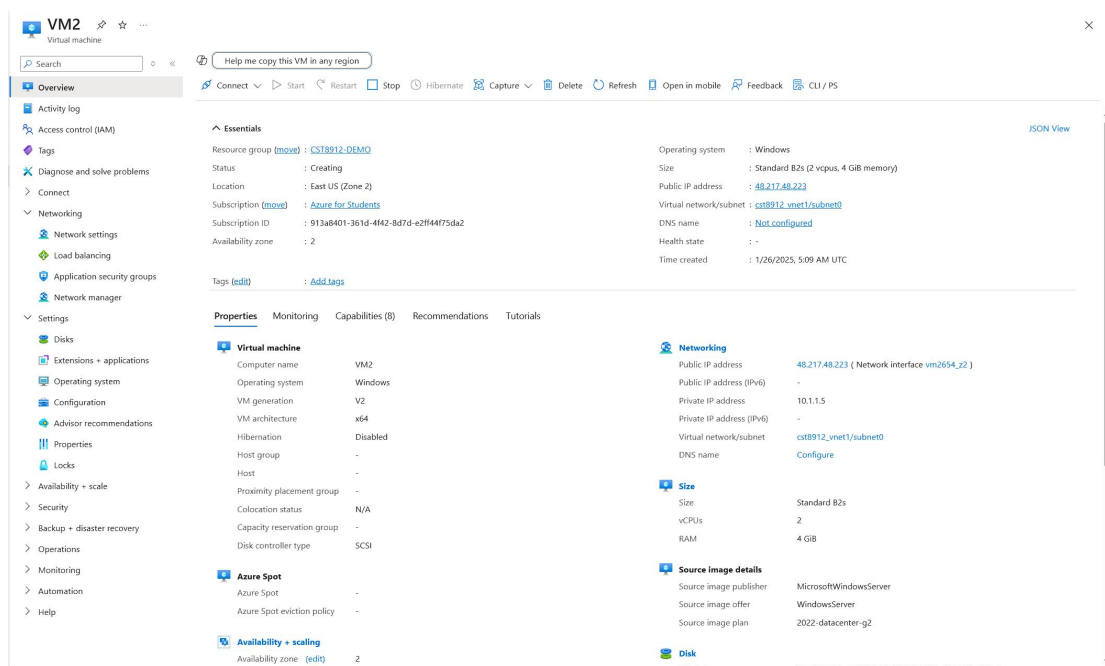 VM2
Virtual machine
Search
Overview
Activity log
Access control (IAM)
Tags
Diagnose and solve problems
Connect
Networking
Network settings
Load balancing
Application security groups
Network manager
Settings
Disks
Extensions + applications
Operating system
Configuration
Advisor recommendations
Properties
Locks
Availability + scale
Security
Backup + disaster recovery
Operations
Monitoring
Automation
Help
Help me copy this VM in any region
Connect Start Restart Stop Hibernate Capture Delete Refresh Open in mobile Feedback CLI / PS
Essentials JSON View
Resource group (move) : CST8912-DEMO
Status : Creating
Location : East US (Zone 2)
Subscription (move) : Azure for Students
Subscription ID : 913a8401-361d-4f42-8d7d-e2ff44f75da2
Availability zone : 2
Operating system : Windows
Size : Standard B2s (2 vcpus, 4 GiB memory)
Public IP address : 48.217.48.223
Virtual network/subnet : cst8912_vnet1/subnet0
DNS name : Not configured
Health state : -
Time created : 1/26/2025, 5:09 AM UTC
Tags (edit) : Add tags
Properties Monitoring Capabilities (8) Recommendations Tutorials
Virtual machine
Computer name VM2
Operating system Windows
VM generation V2
VM architecture x64
Hibernation Disabled
Host group -
Host -
Proximity placement group -
Colocation status N/A
Capacity reservation group -
Disk controller type SCSI
Azure Spot
Azure Spot -
Azure Spot eviction policy -
Availability + scaling
Availability zone (edit) 2
Networking
Public IP address 48.217.48.223 ( Network interface vm2654_z2 )
Public IP address (IPv6) -
Private IP address 10.1.1.5
Private IP address (IPv6) -
Virtual network/subnet cst8912_vnet1/subnet0
DNS name Configure
Size
Size Standard B2s
vCPUs 2
RAM 4 GiB
Source image details
Source image publisher MicrosoftWindowsServer
Source image offer WindowsServer
Source image plan 2022-datacenter-g2
Disk